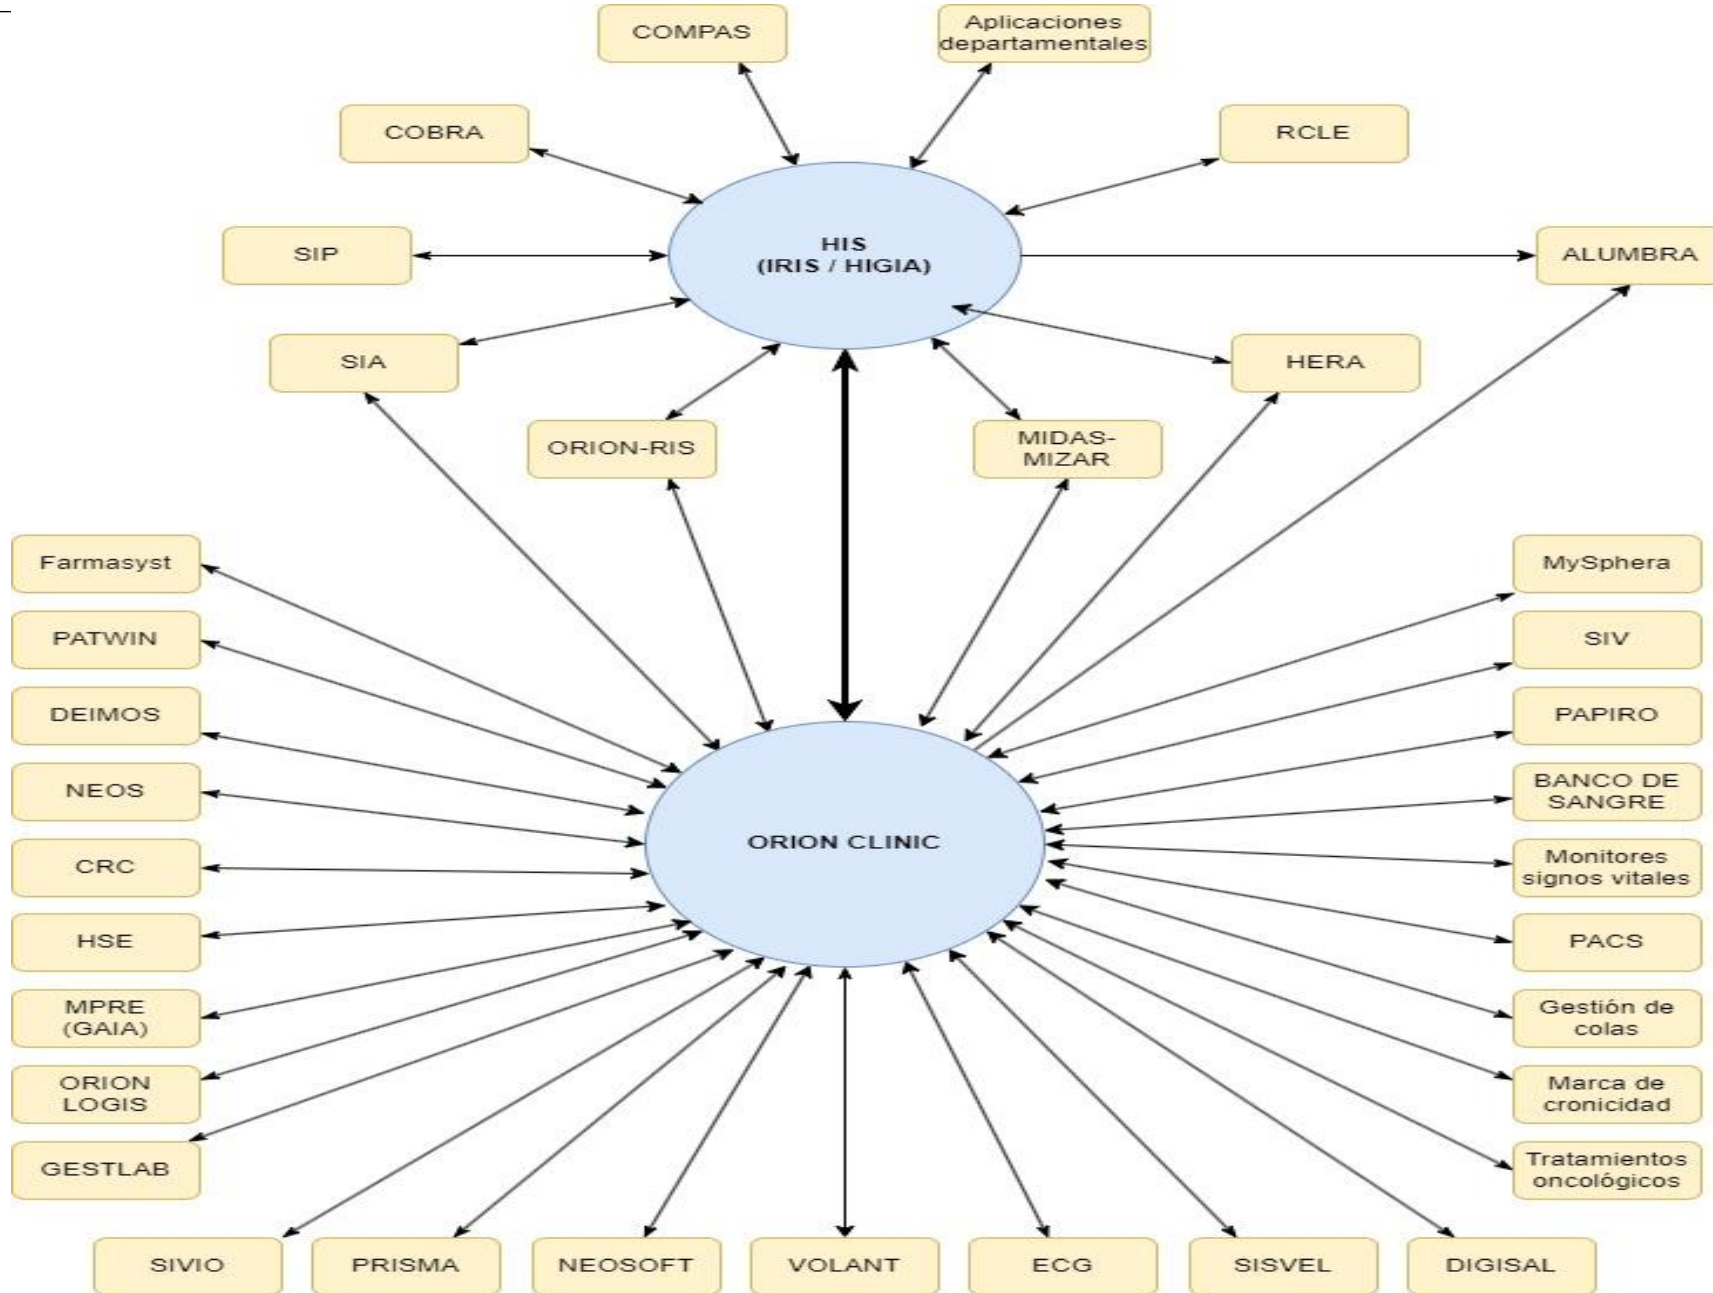 COMPAS
Aplicaciones
departamentales
COBRA
RCLE
HIS
(IRIS / HIGIA)
SIP
ALUMBRA
SIA
HERA
ORION-RIS
MIDAS-
MIZAR
Farmasyst
MySphera
PATWIN
SIV
DEIMOS
PAPIRO
NEOS
BANCO DE
SANGRE
ORION CLINIC
CRC
Monitores
signos vitales
HSE
PACS
MPRE
(GAIA)
Gestión de
colas
ORION
LOGIS
Marca de
cronicidad
GESTLAB
Tratamientos
oncológicos
SIVIO
PRISMA
NEOSOFT
VOLANT
ECG
SISVEL
DIGISAL